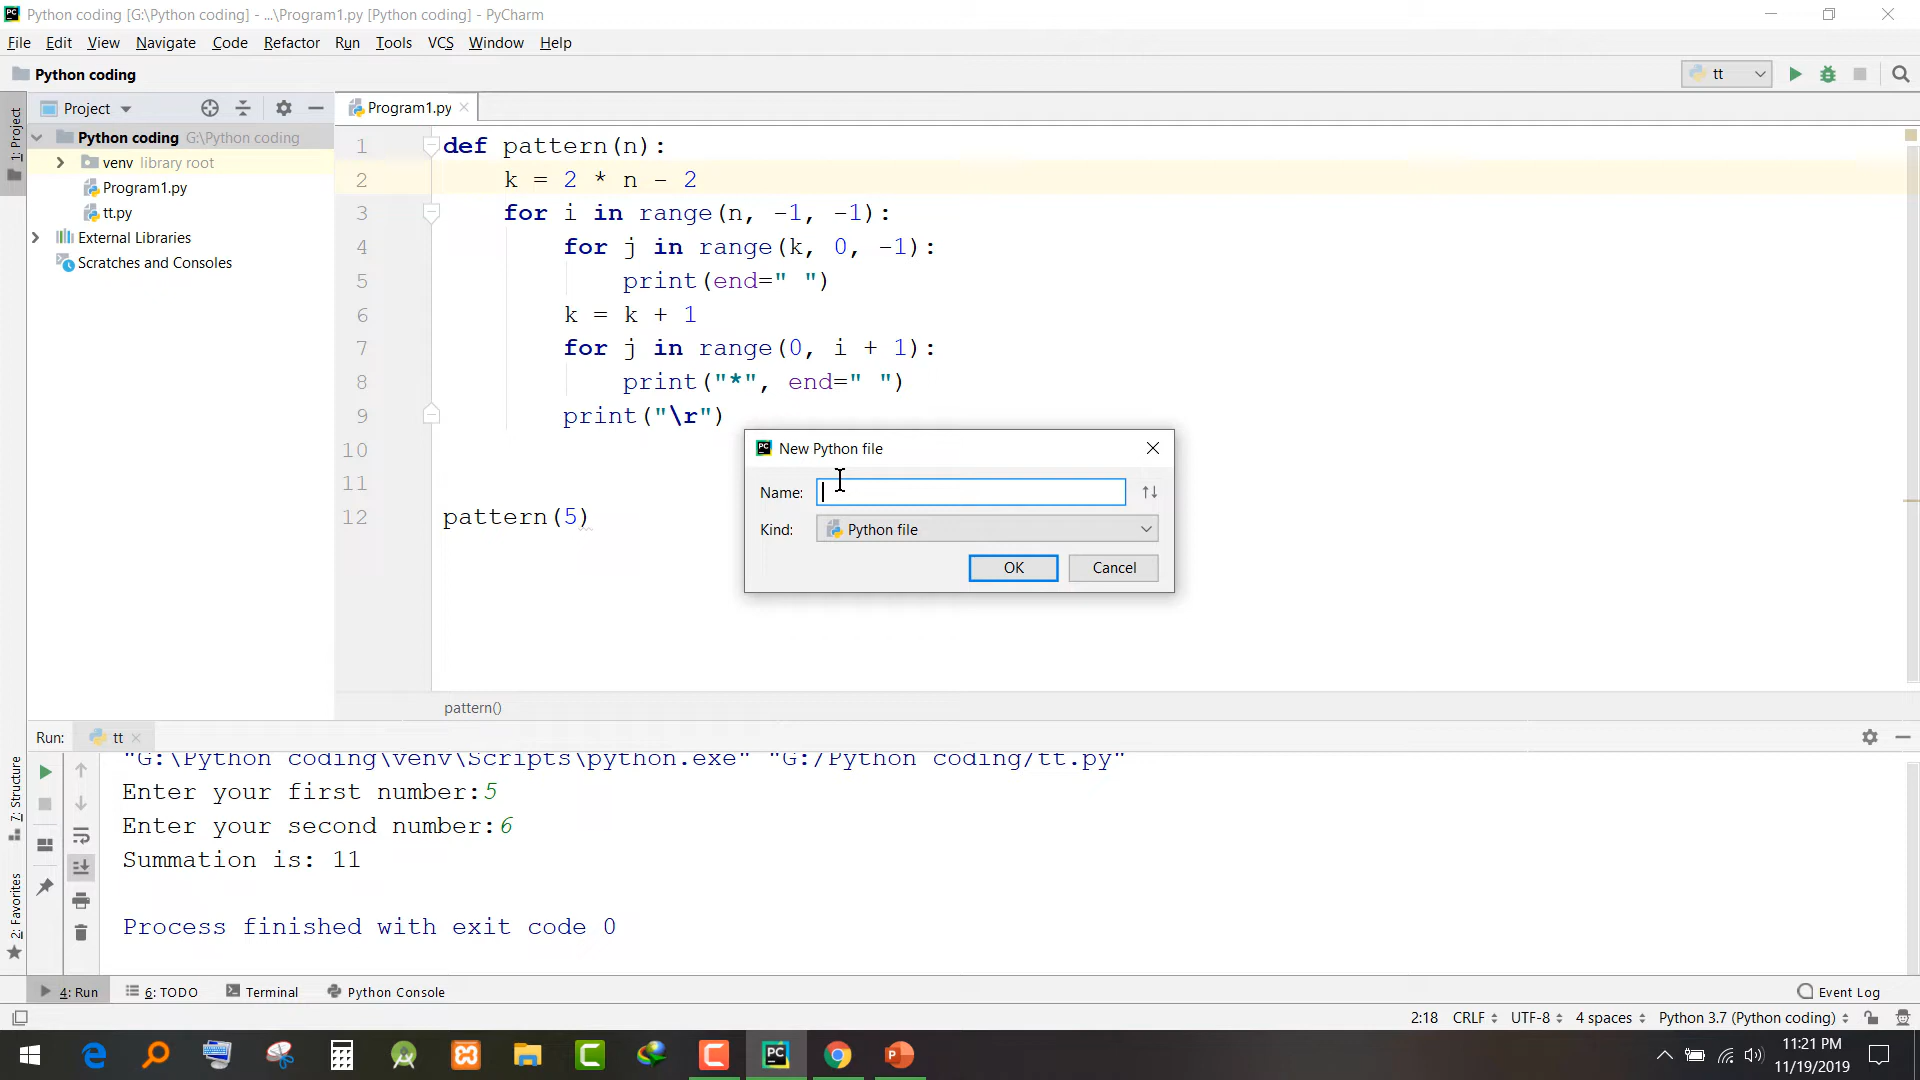 Python coding [G:\Python coding] - ...\Program1.py [Python coding] - PyCharm
File Edit View Navigate Code Refactor Run Tools VCS Window Help
Python coding
tt
Project
Program1.py
1: Project
Python coding G:\Python coding
venv library root
Program1.py
tt.py
External Libraries
Scratches and Consoles
1 def pattern(n):
2 k = 2 * n - 2
3 for i in range(n, -1, -1):
4 for j in range(k, 0, -1):
5 print(end=" ")
6 k = k + 1
7 for j in range(0, i + 1):
8 print("*", end=" ")
9 print("\r")
10
11
12 pattern(5)
New Python file
Name:
Kind: Python file
OK Cancel
pattern()
Run: tt
"G:\Python coding\venv\Scripts\python.exe" "G:/Python coding/tt.py"
Enter your first number:5
Enter your second number:6
Summation is: 11
Process finished with exit code 0
7: Structure
2: Favorites
4: Run 6: TODO Terminal Python Console Event Log
2:18 CRLF UTF-8 4 spaces Python 3.7 (Python coding)
11:21 PM
11/19/2019